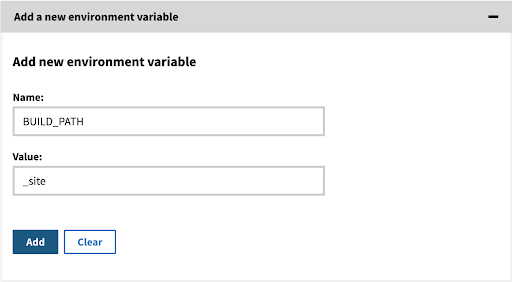 Add a new environment variable
Add new environment variable
Name:
BUILD_PATH
Value:
_site
Add Clear